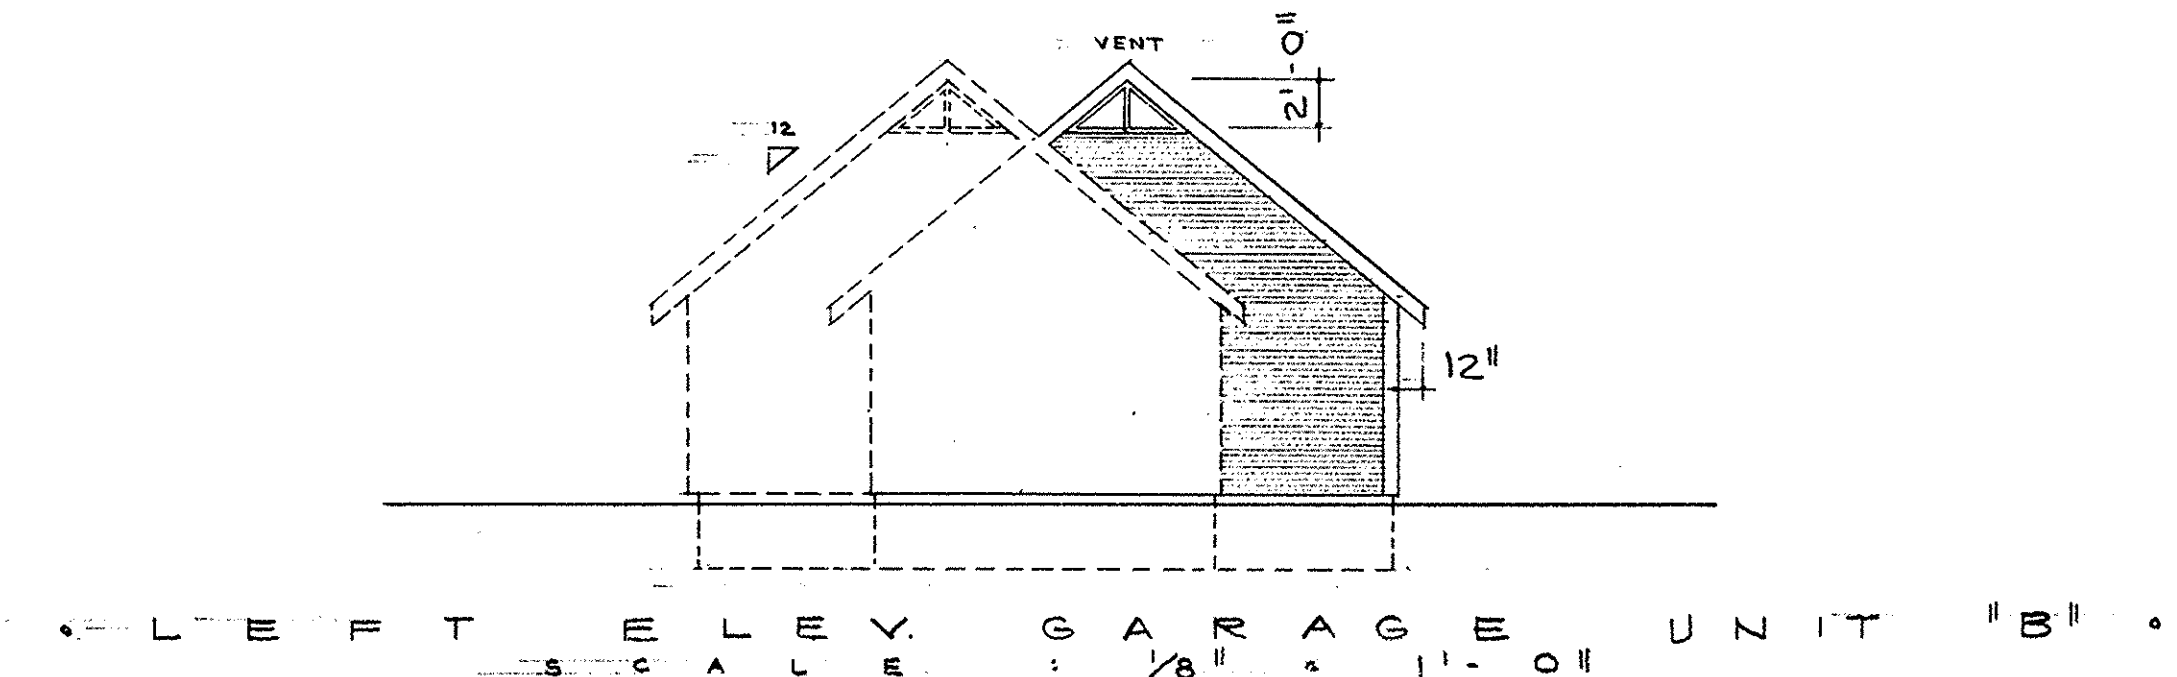 VENT
2'-0"
12
12"
• LEFT ELEV. GARAGE UNIT "B" •
SCALE : 1/8" = 1'-0"